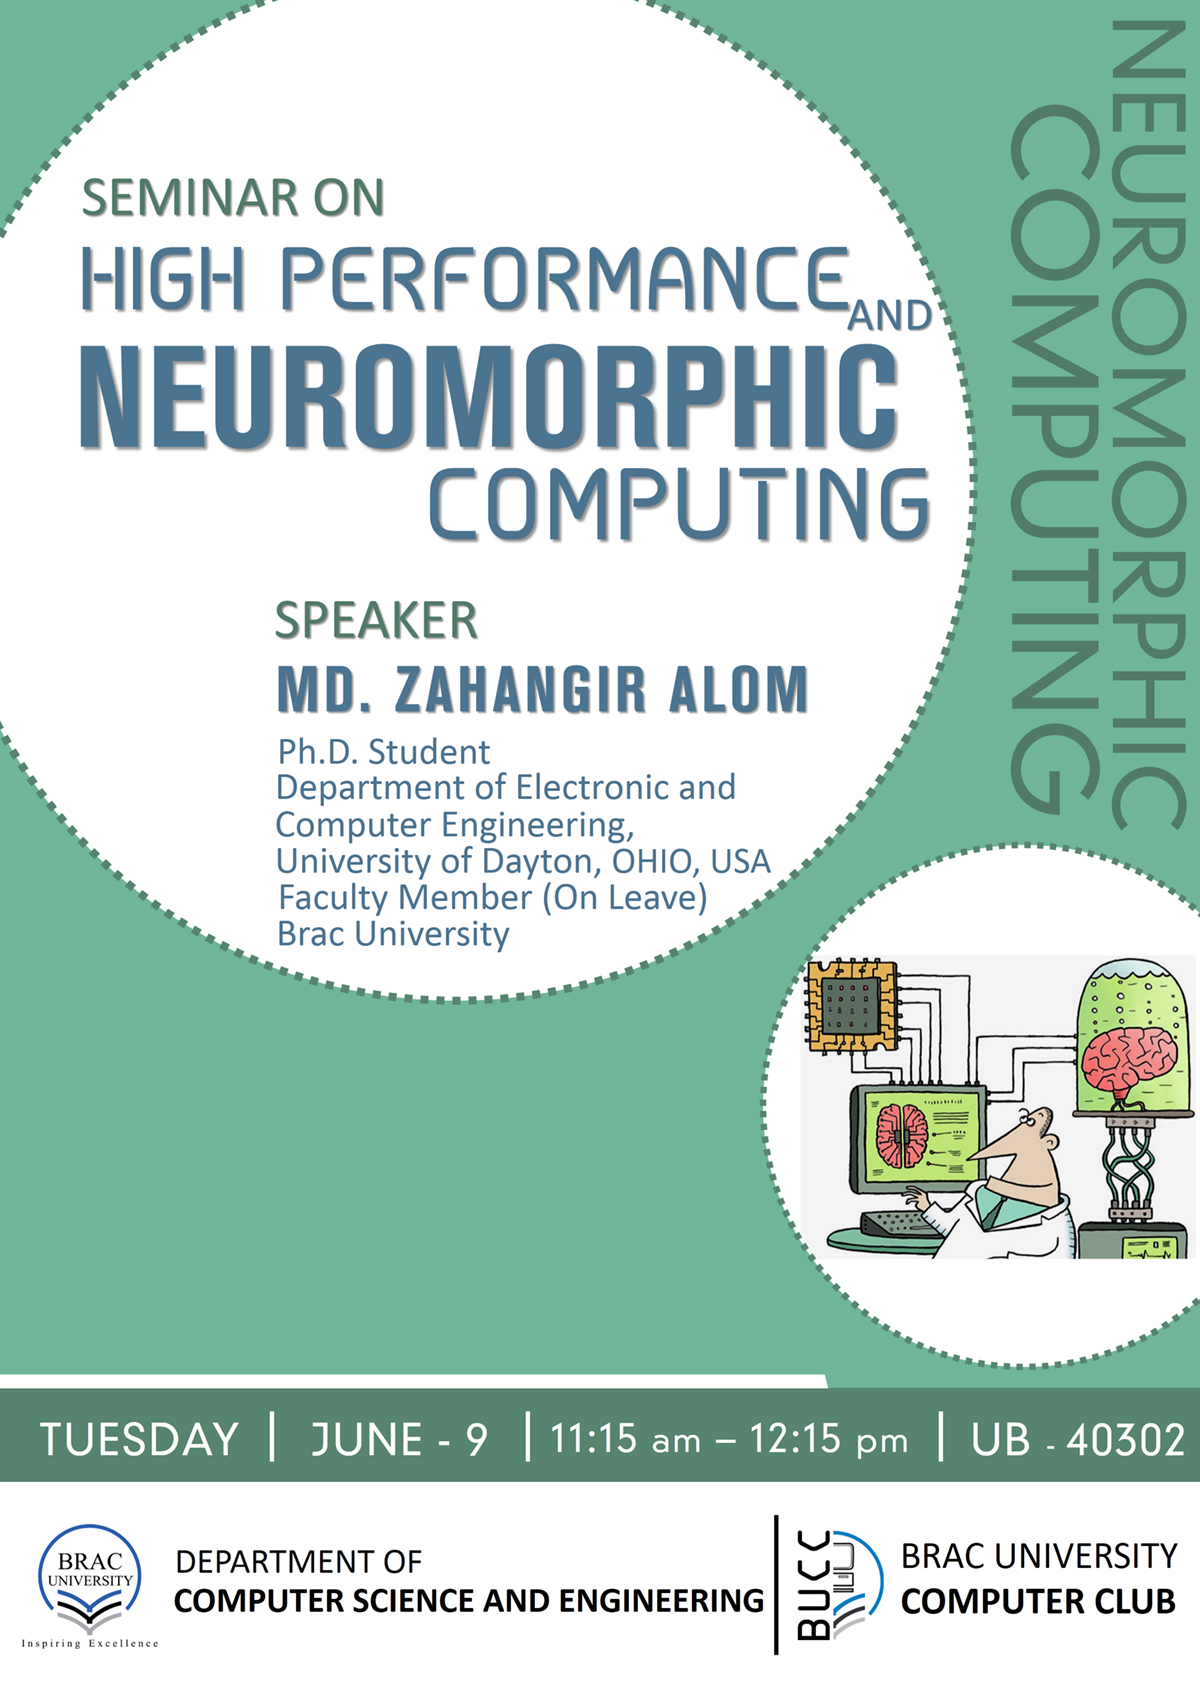 SEMINAR ON
HIGH PERFORMANCE AND
NEUROMORPHIC
COMPUTING
SPEAKER
MD. ZAHANGIR ALOM
Ph.D. Student
Department of Electronic and
Computer Engineering,
University of Dayton, OHIO, USA
Faculty Member (On Leave)
Brac University
NEUROMORPHIC
COMPUTING
TUESDAY | JUNE - 9 | 11:15 am – 12:15 pm | UB - 40302
BRAC
UNIVERSITY
Inspiring Excellence
DEPARTMENT OF
COMPUTER SCIENCE AND ENGINEERING
BUCC
BRAC UNIVERSITY
COMPUTER CLUB